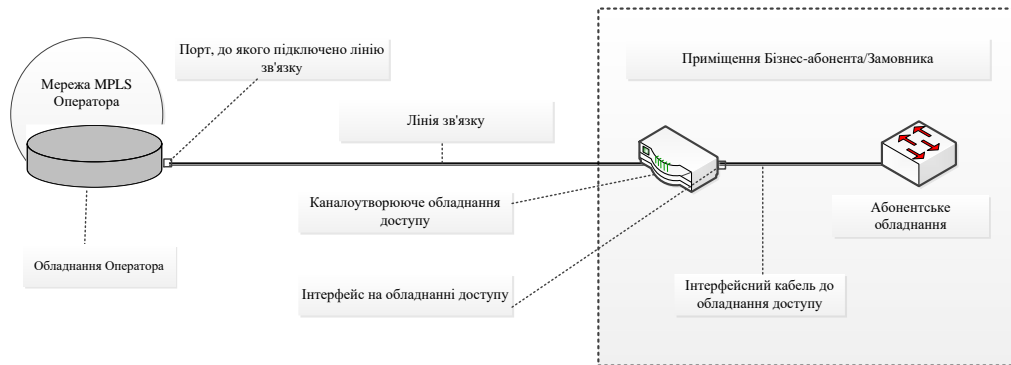 Порт, до якого підключено лінію
зв'язку
Мережа MPLS
Оператора
Обладнання Оператора
Лінія зв'язку
Каналоутворююче обладнання
доступу
Інтерфейс на обладнанні доступу
Приміщення Бізнес-абонента/Замовника
Інтерфейсний кабель до
обладнання доступу
Абонентське
обладнання